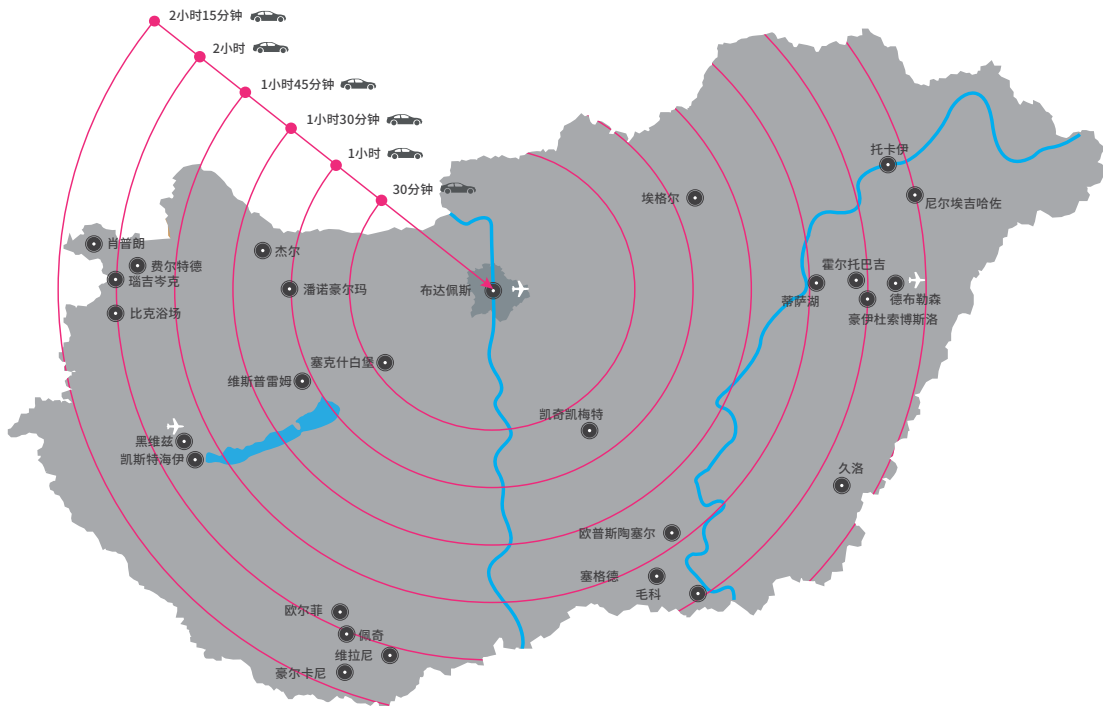 2小时15分钟
2小时
1小时45分钟
1小时30分钟
1小时
30分钟
托卡伊
埃格尔
尼尔埃吉哈佐
肖普朗
杰尔
费尔特德
瑙吉岑克
潘诺豪尔玛
布达佩斯
霍尔托巴吉
蒂萨湖
德布勒森
比克浴场
豪伊杜索博斯洛
塞克什白堡
维斯普雷姆
凯奇凯梅特
黑维兹
凯斯特海伊
久洛
欧普斯陶塞尔
塞格德
毛科
欧尔菲
佩奇
维拉尼
豪尔卡尼